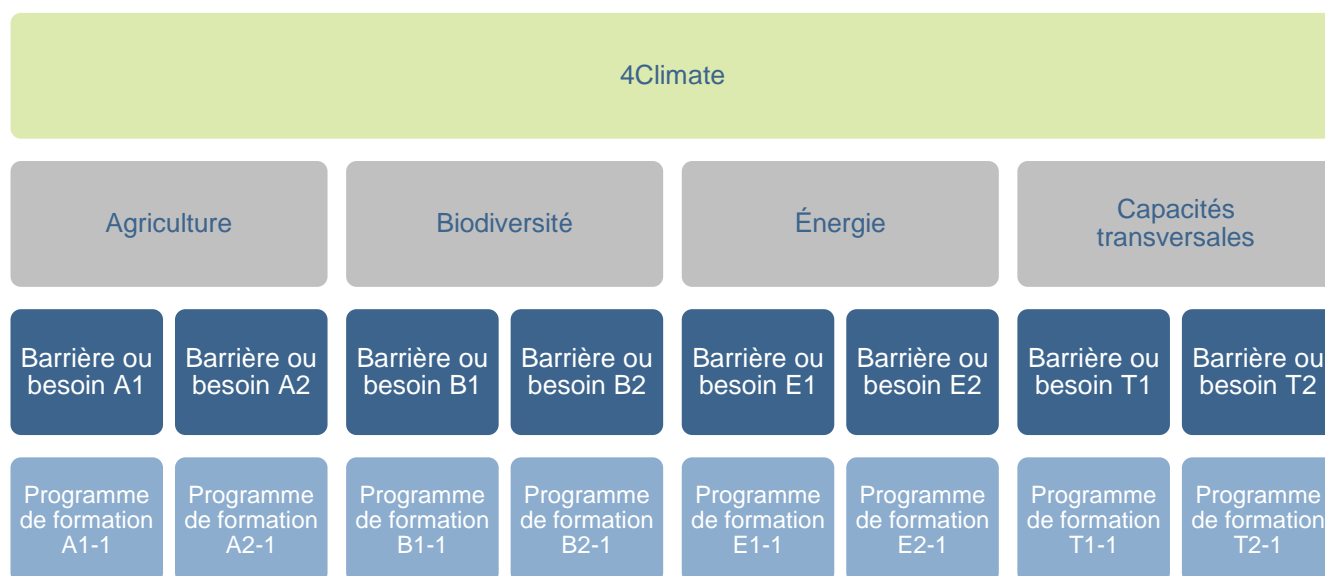 4Climate
Agriculture
Biodiversité
Énergie
Capacités
transversales
Barrière ou
besoin A1
Barrière ou
besoin A2
Barrière ou
besoin B1
Barrière ou
besoin B2
Barrière ou
besoin E1
Barrière ou
besoin E2
Barrière ou
besoin T1
Barrière ou
besoin T2
Programme
de formation
A1-1
Programme
de formation
A2-1
Programme
de formation
B1-1
Programme
de formation
B2-1
Programme
de formation
E1-1
Programme
de formation
E2-1
Programme
de formation
T1-1
Programme
de formation
T2-1